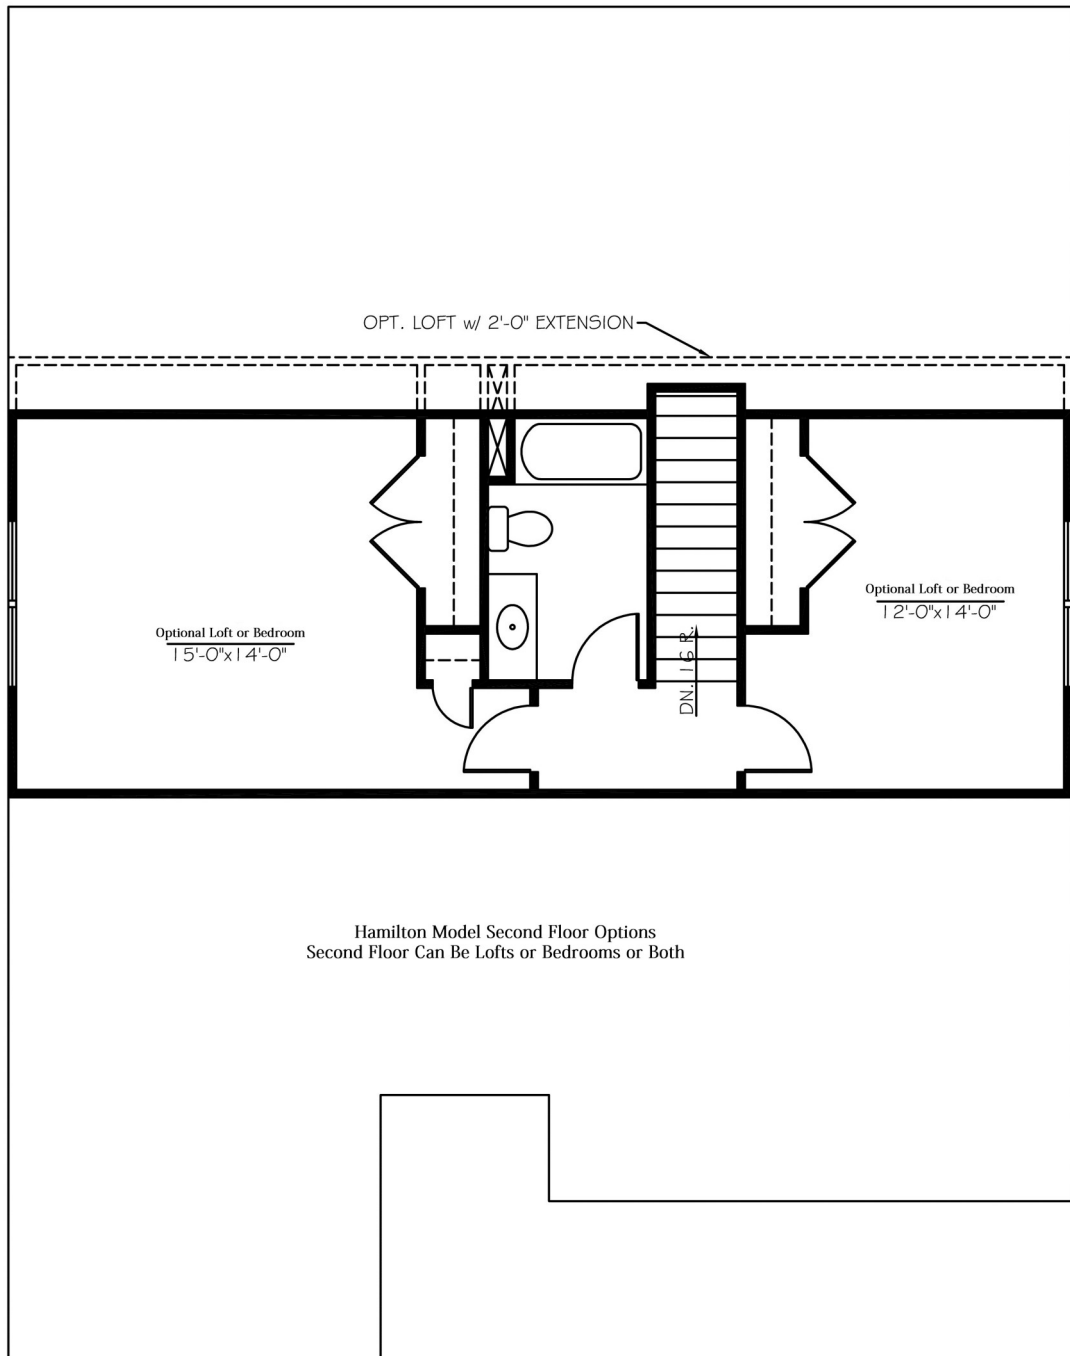 OPT. LOFT w/ 2'-0" EXTENSION
Optional Loft or Bedroom
12'-0"x14'-0"
Optional Loft or Bedroom
15'-0"x14'-0"
DN. 16 R.
Hamilton Model Second Floor Options
Second Floor Can Be Lofts or Bedrooms or Both